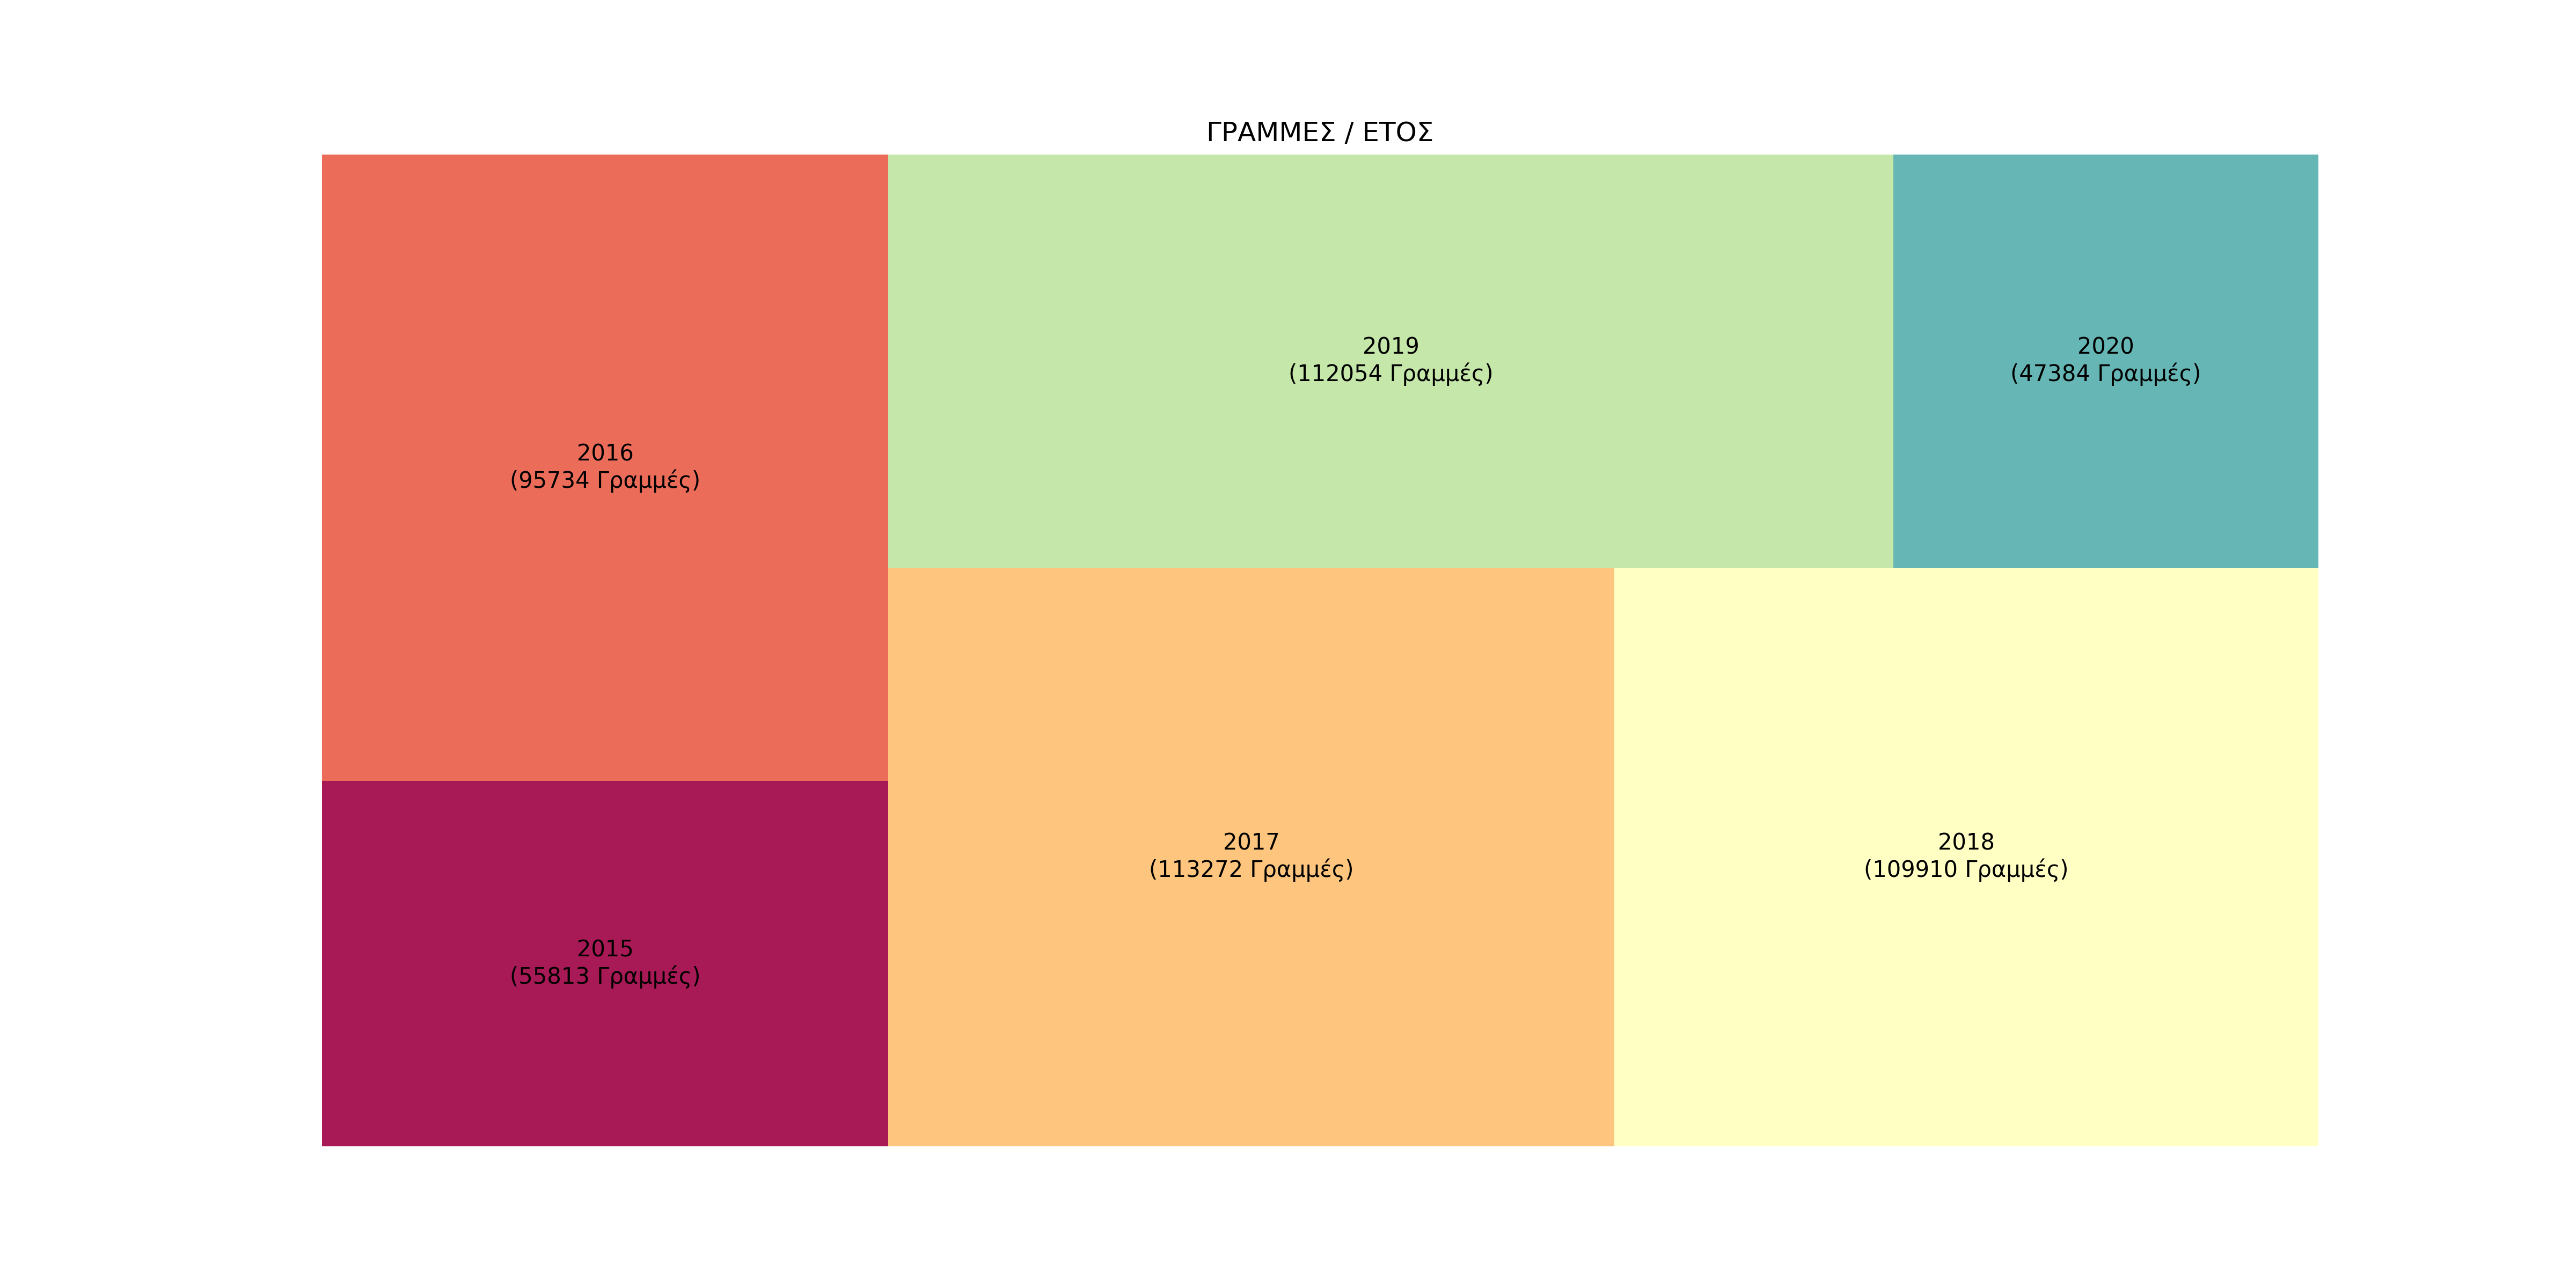 ΓΡΑΜΜΕΣ / ΕΤΟΣ
2016
(95734 Γραμμές)
2019
(112054 Γραμμές)
2020
(47384 Γραμμές)
2015
(55813 Γραμμές)
2017
(113272 Γραμμές)
2018
(109910 Γραμμές)